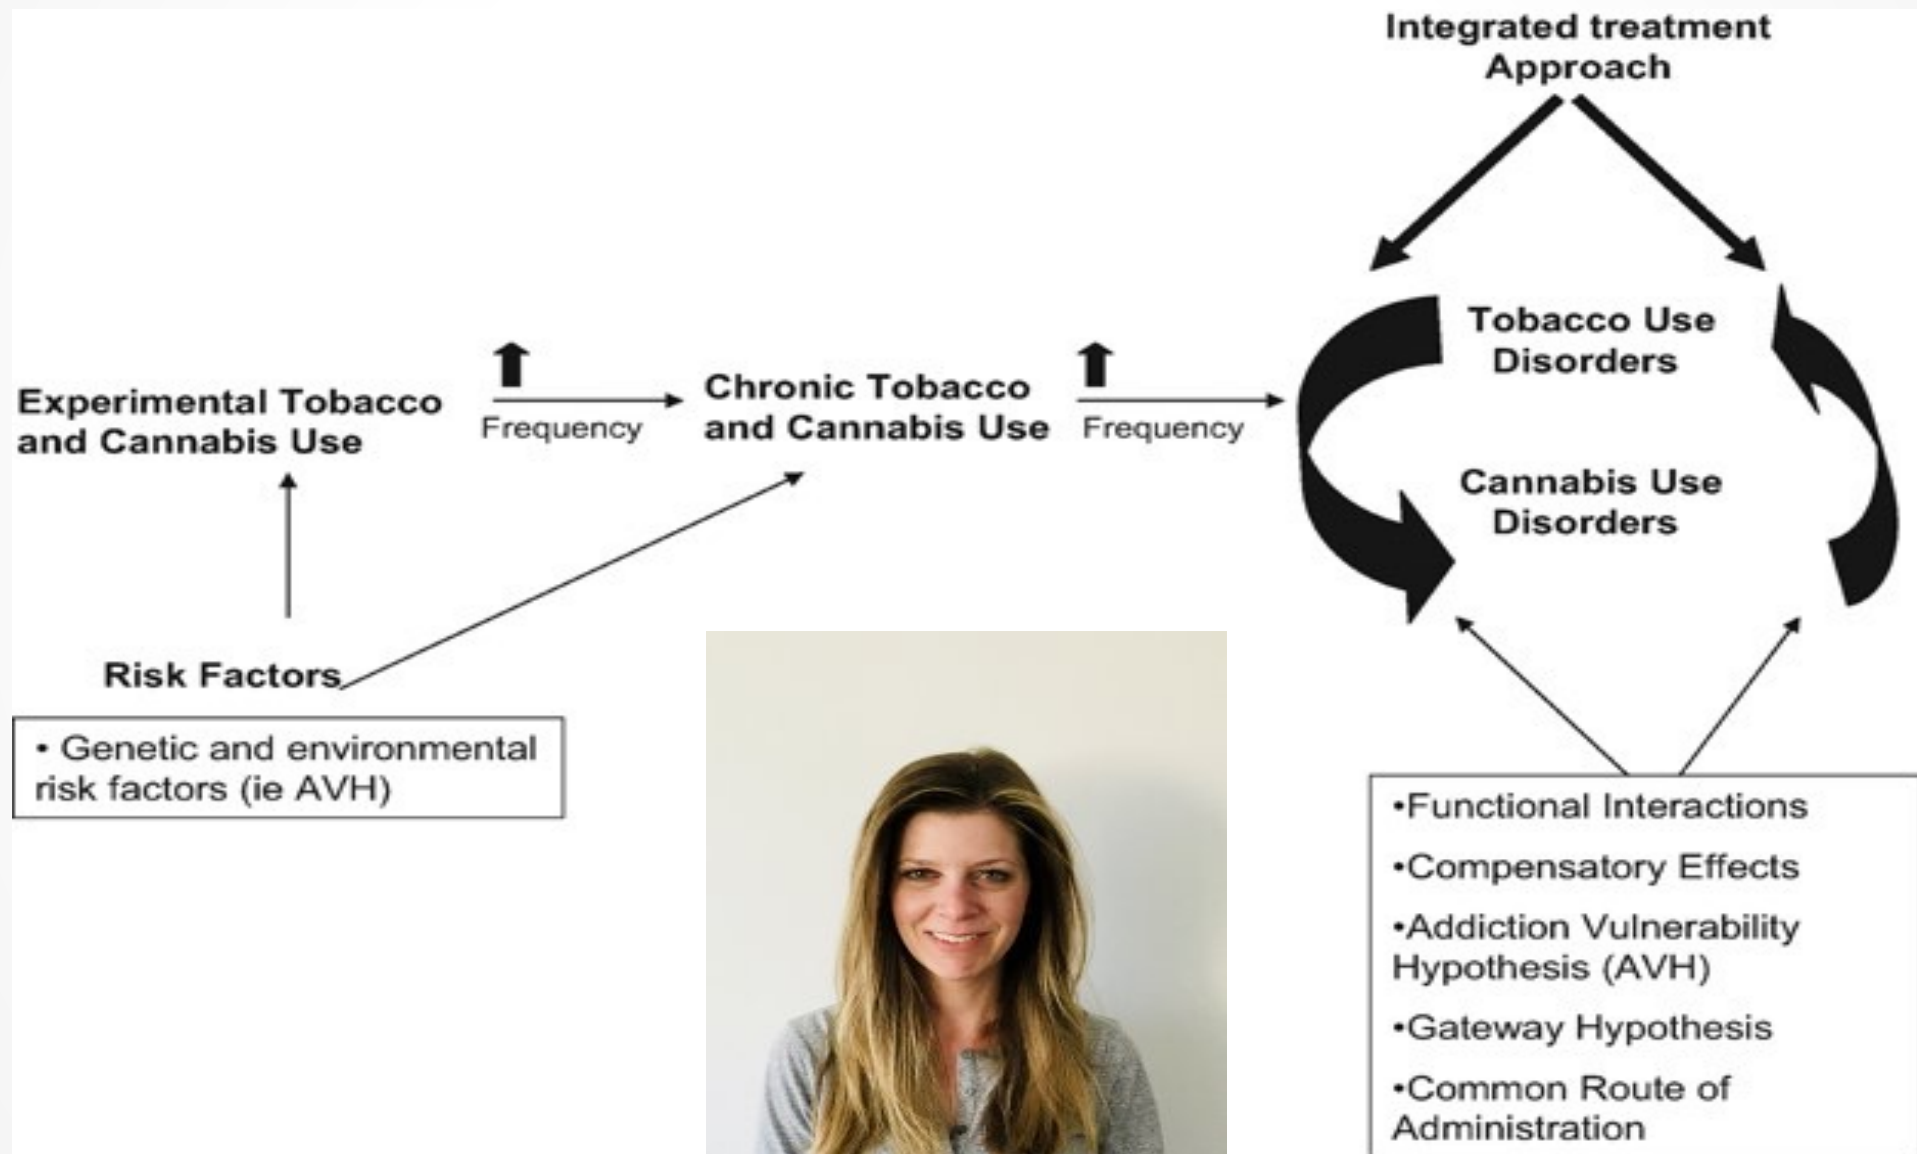 Integrated treatment
Approach
Tobacco Use
Disorders
Experimental Tobacco
and Cannabis Use
Frequency
Chronic Tobacco
and Cannabis Use
Frequency
Cannabis Use
Disorders
Risk Factors
• Genetic and environmental
risk factors (ie AVH)
•Functional Interactions
•Compensatory Effects
•Addiction Vulnerability
Hypothesis (AVH)
•Gateway Hypothesis
•Common Route of
Administration